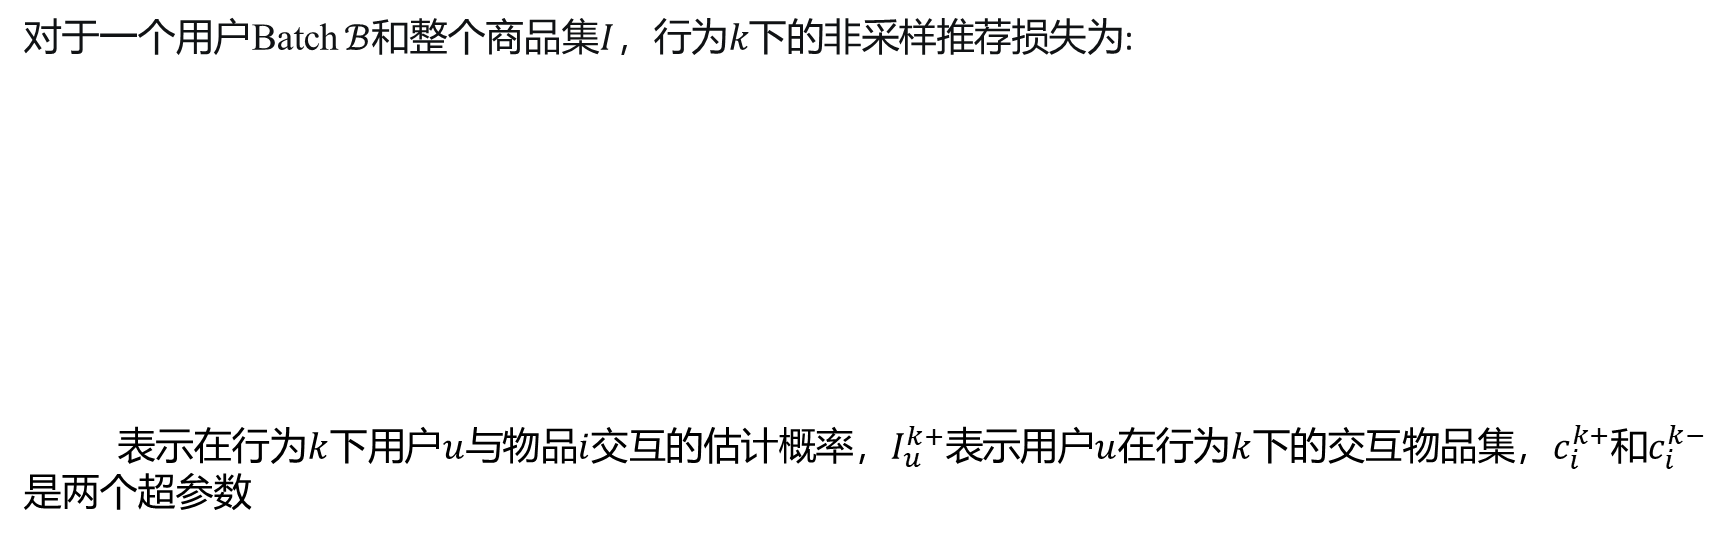 对于一个用户Batch ℬ和整个商品集I，行为k下的非采样推荐损失为:
表示在行为k下用户u与物品i交互的估计概率，I_u^{k+}表示用户u在行为k下的交互物品集，c_i^{k+}和c_i^{k−}
是两个超参数